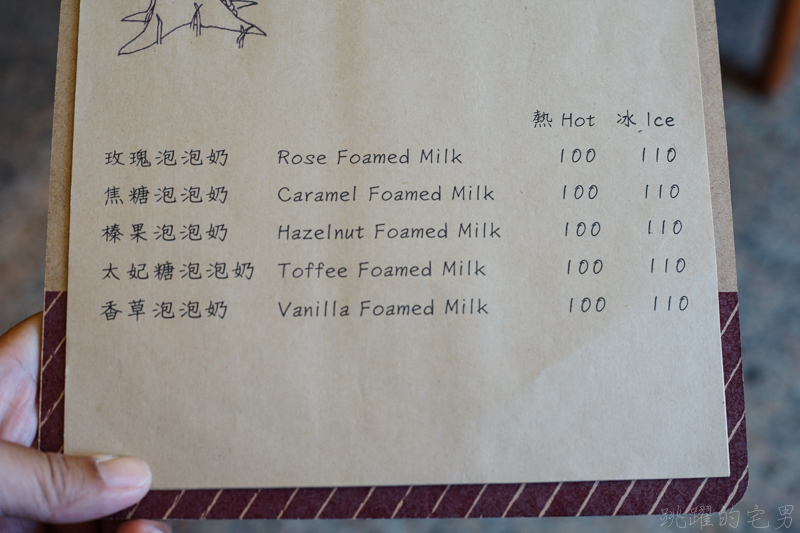 熱 Hot 冰 Ice
玫瑰泡泡奶 Rose Foamed Milk 100 110
焦糖泡泡奶 Caramel Foamed Milk 100 110
榛果泡泡奶 Hazelnut Foamed Milk 100 110
太妃糖泡泡奶 Toffee Foamed Milk 100 110
香草泡泡奶 Vanilla Foamed Milk 100 110
跳躍的宅男